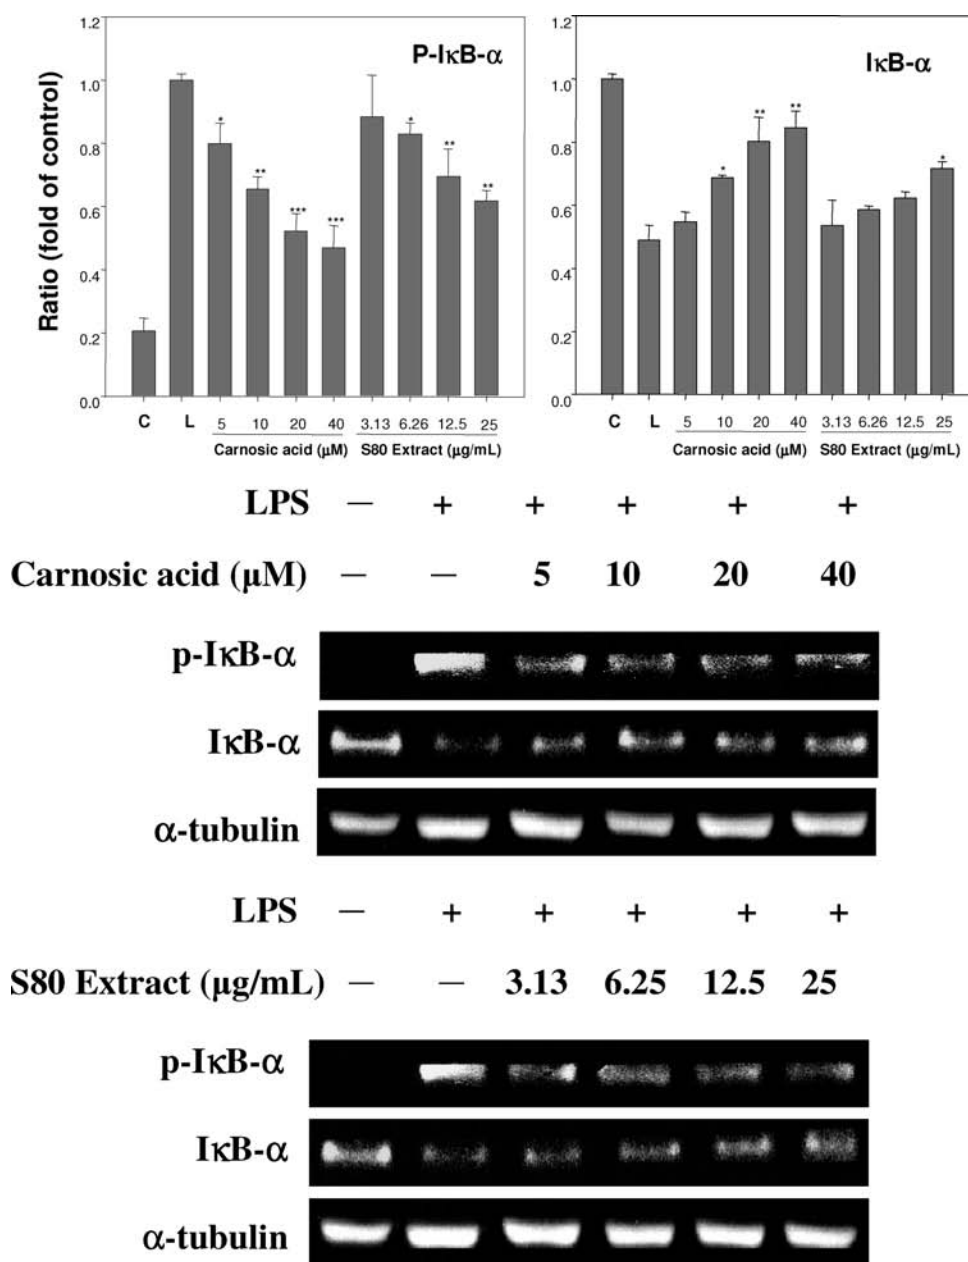 P-IκB-α
Ratio (fold of control)
1.2
1.0
0.8
0.6
0.4
0.2
0.0
*
**
***
***
*
**
**
C L 5 10 20 40 3.13 6.26 12.5 25
Carnosic acid (μM) S80 Extract (μg/mL)
IκB-α
1.2
1.0
0.8
0.6
0.4
0.2
0.0
*
**
**
*
C L 5 10 20 40 3.13 6.26 12.5 25
Carnosic acid (μM) S80 Extract (μg/mL)
LPS — + + + + +
Carnosic acid (μM) — — 5 10 20 40
p-IκB-α
IκB-α
α-tubulin
LPS — + + + + +
S80 Extract (μg/mL) — — 3.13 6.25 12.5 25
p-IκB-α
IκB-α
α-tubulin